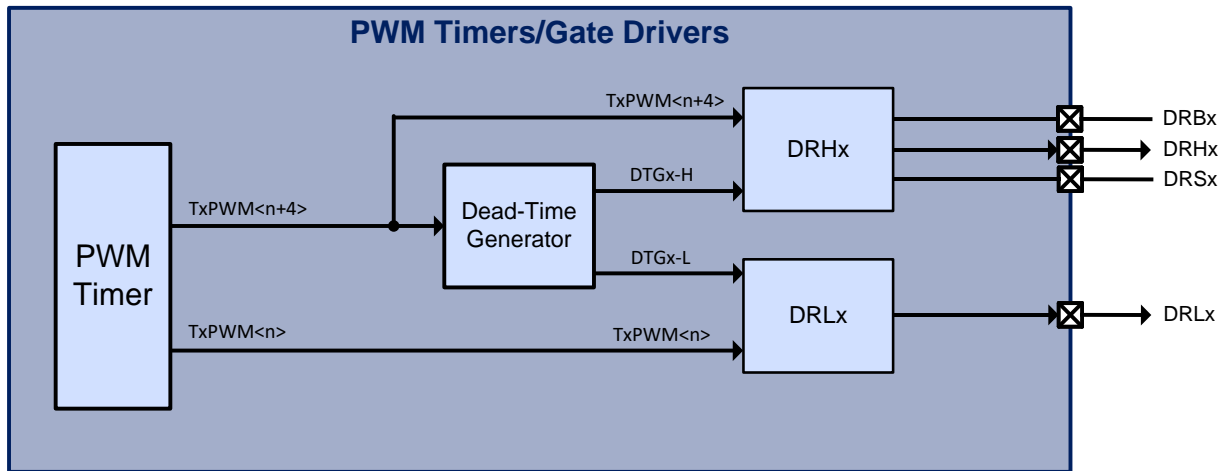 PWM Timers/Gate Drivers
TxPWM<n+4>
DRHx
DRBx
DRHx
DRSx
DTGx-H
TxPWM<n+4>
Dead-Time
Generator
PWM
Timer
DTGx-L
DRLx
DRLx
TxPWM<n>
TxPWM<n>